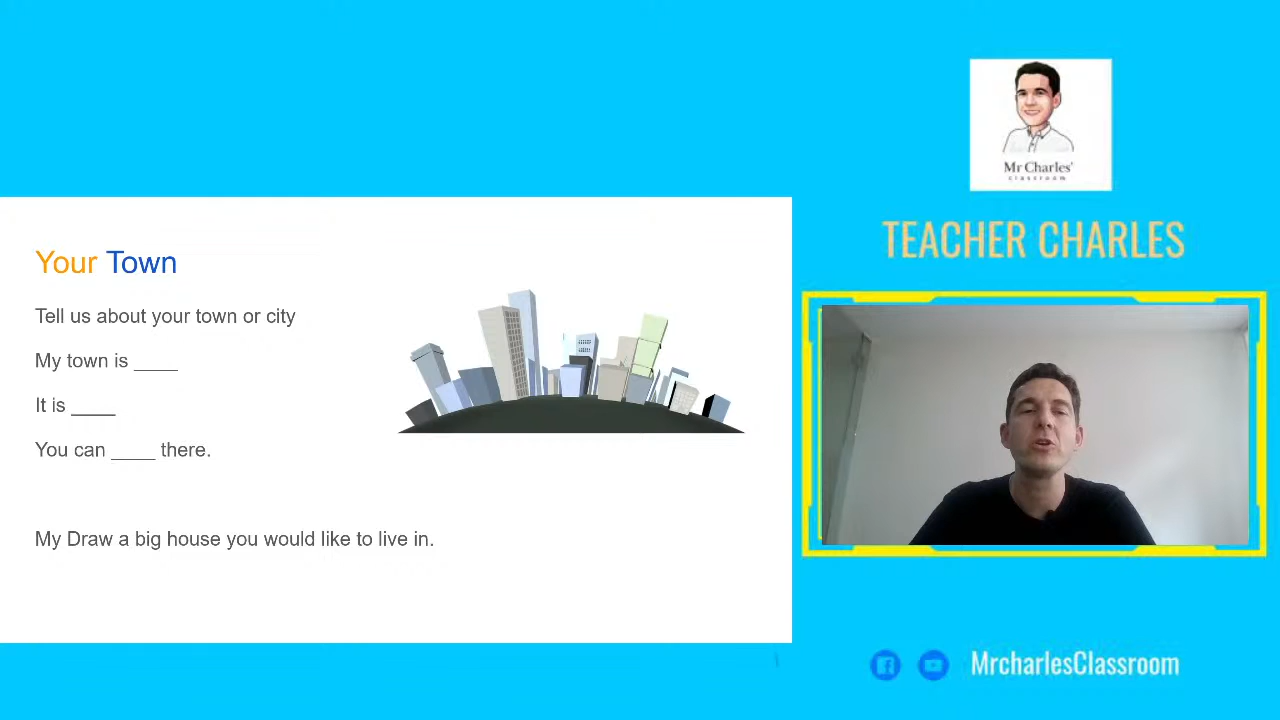 Your Town
Tell us about your town or city
My town is ____
It is ____
You can ____ there.
My Draw a big house you would like to live in.
Mr Charles'
classroom
TEACHER CHARLES
MrcharlesClassroom